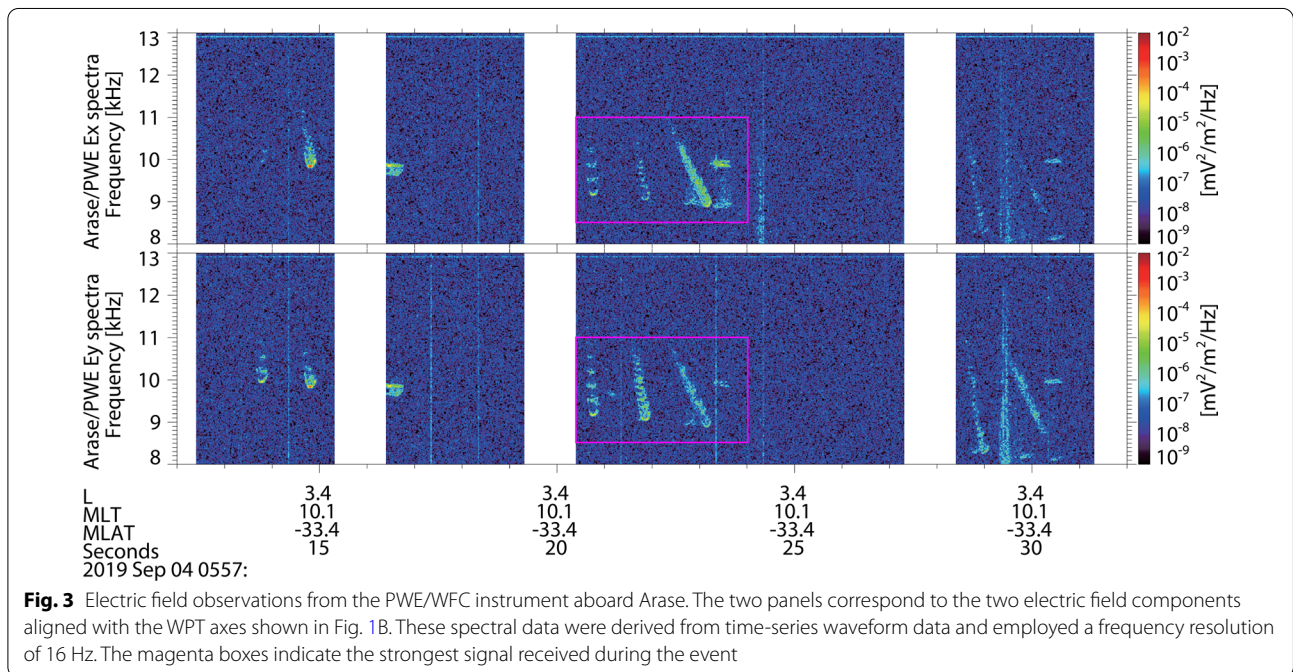 Arase/PWE Ex spectra
Frequency [kHz]
13
12
11
10
9
8
10-2
10-3
10-4
10-5
10-6
10-7
10-8
10-9
[mV2/m2/Hz]
Arase/PWE Ey spectra
Frequency [kHz]
13
12
11
10
9
8
10-2
10-3
10-4
10-5
10-6
10-7
10-8
10-9
[mV2/m2/Hz]
L 3.4 3.4 3.4 3.4
MLT 10.1 10.1 10.1 10.1
MLAT -33.4 -33.4 -33.4 -33.4
Seconds 15 20 25 30
2019 Sep 04 0557:
Fig. 3 Electric field observations from the PWE/WFC instrument aboard Arase. The two panels correspond to the two electric field components
aligned with the WPT axes shown in Fig. 1B. These spectral data were derived from time-series waveform data and employed a frequency resolution
of 16 Hz. The magenta boxes indicate the strongest signal received during the event